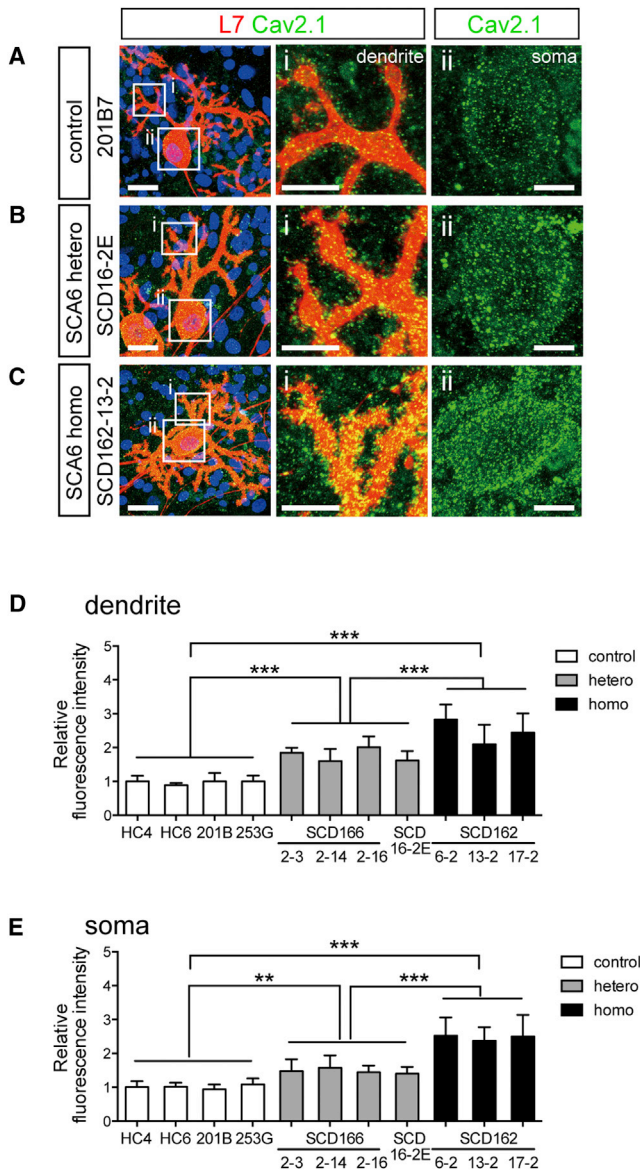 L7 Cav2.1 Cav2.1
A control 201B7 i ii i dendrite ii soma
B SCA6 hetero SCD16-2E i ii i ii
C SCA6 homo SCD162-13-2 i ii i ii
D dendrite
***
*** ***
control
hetero
homo
Relative fluorescence intensity
5
4
3
2
1
0
HC4 HC6 201B 253G SCD166 SCD 16-2E SCD162
2-3 2-14 2-16 6-2 13-2 17-2
E soma
***
** ***
control
hetero
homo
Relative fluorescence intensity
5
4
3
2
1
0
HC4 HC6 201B 253G SCD166 SCD 16-2E SCD162
2-3 2-14 2-16 6-2 13-2 17-2